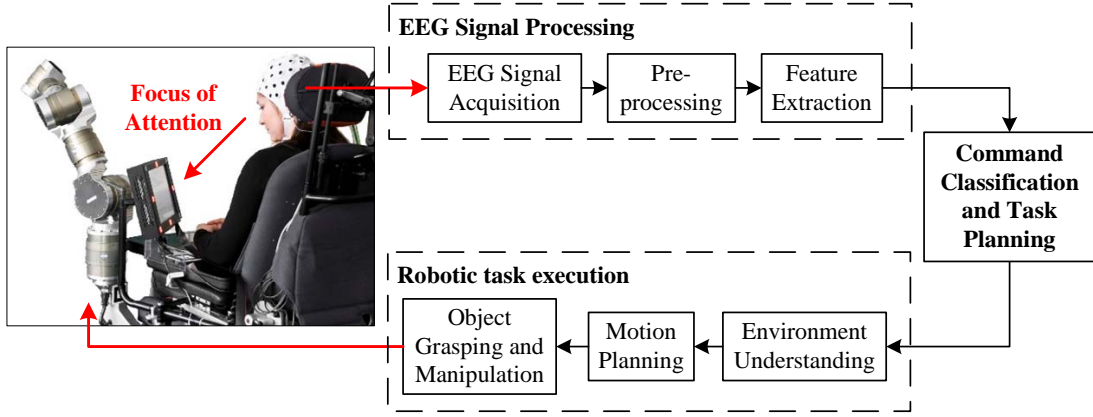 EEG Signal Processing
EEG Signal
Acquisition
Pre-
processing
Feature
Extraction
Focus of
Attention
Command
Classification
and Task
Planning
Robotic task execution
Object
Grasping and
Manipulation
Motion
Planning
Environment
Understanding